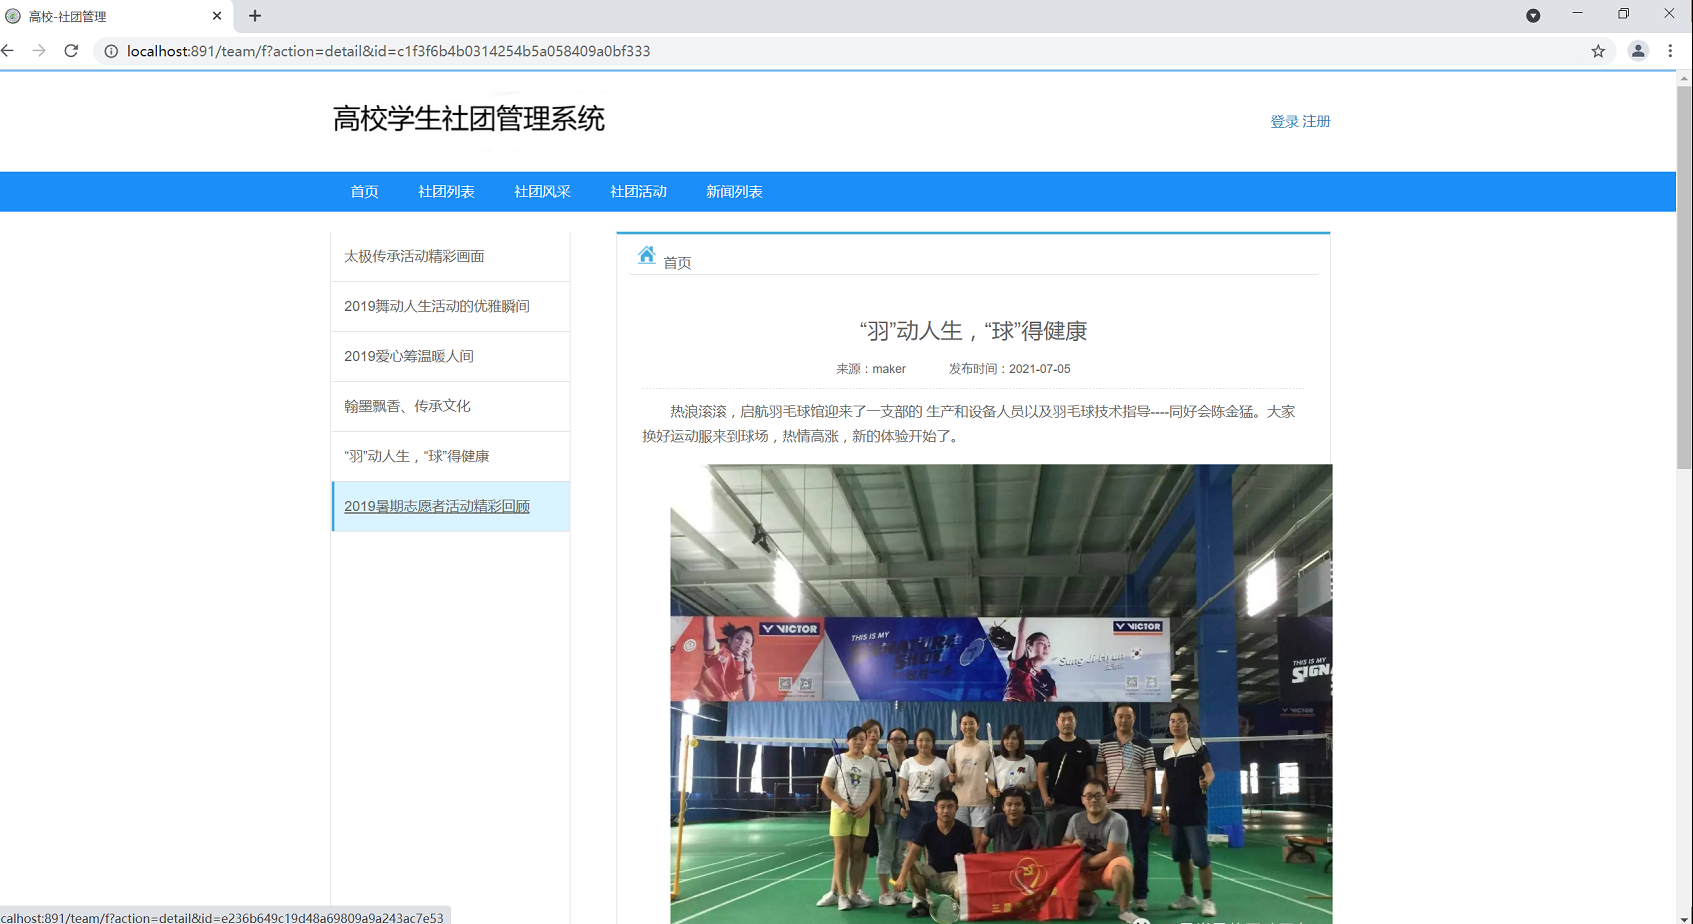 高校-社团管理
localhost:891/team/f?action=detail&id=c1f3f6b4b0314254b5a058409a0bf333
高校学生社团管理系统
登录 注册
首页 社团列表 社团风采 社团活动 新闻列表
太极传承活动精彩画面
2019舞动人生活动的优雅瞬间
2019爱心筹温暖人间
翰墨飘香、传承文化
“羽”动人生，“球”得健康
2019暑期志愿者活动精彩回顾
首页
“羽”动人生，“球”得健康
来源：maker 发布时间：2021-07-05
热浪滚滚，启航羽毛球馆迎来了一支部的 生产和设备人员以及羽毛球技术指导----同好会陈金猛。大家
换好运动服来到球场，热情高涨，新的体验开始了。
VICTOR
THIS IS MY
SIGNATURE
VICTOR
Sung Ji Hyun
THIS IS MY
SIGN
VICTOR
calhost:891/team/f?action=detail&id=e236b649c19d48a69809a9a243ac7e53